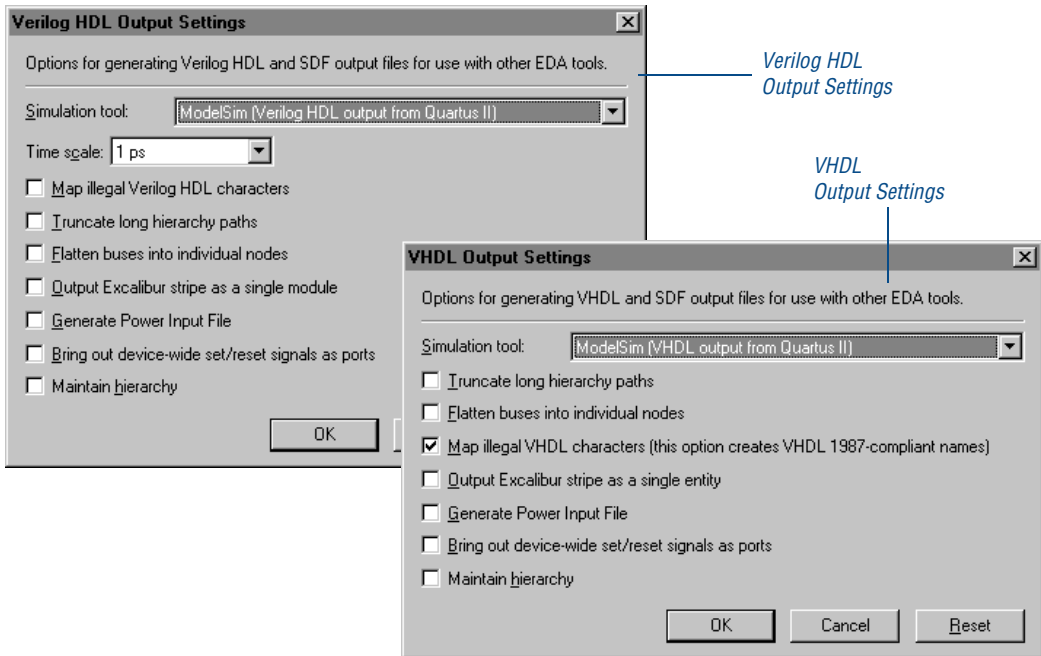 Verilog HDL Output Settings
Options for generating Verilog HDL and SDF output files for use with other EDA tools.
Simulation tool: ModelSim (Verilog HDL output from Quartus II)
Time scale: 1 ps
Map illegal Verilog HDL characters
Truncate long hierarchy paths
Flatten buses into individual nodes
Output Excalibur stripe as a single module
Generate Power Input File
Bring out device-wide set/reset signals as ports
Maintain hierarchy
OK
Verilog HDL
Output Settings
VHDL
Output Settings
VHDL Output Settings
Options for generating VHDL and SDF output files for use with other EDA tools.
Simulation tool: ModelSim (VHDL output from Quartus II)
Truncate long hierarchy paths
Flatten buses into individual nodes
Map illegal VHDL characters (this option creates VHDL 1987-compliant names)
Output Excalibur stripe as a single entity
Generate Power Input File
Bring out device-wide set/reset signals as ports
Maintain hierarchy
OK Cancel Reset